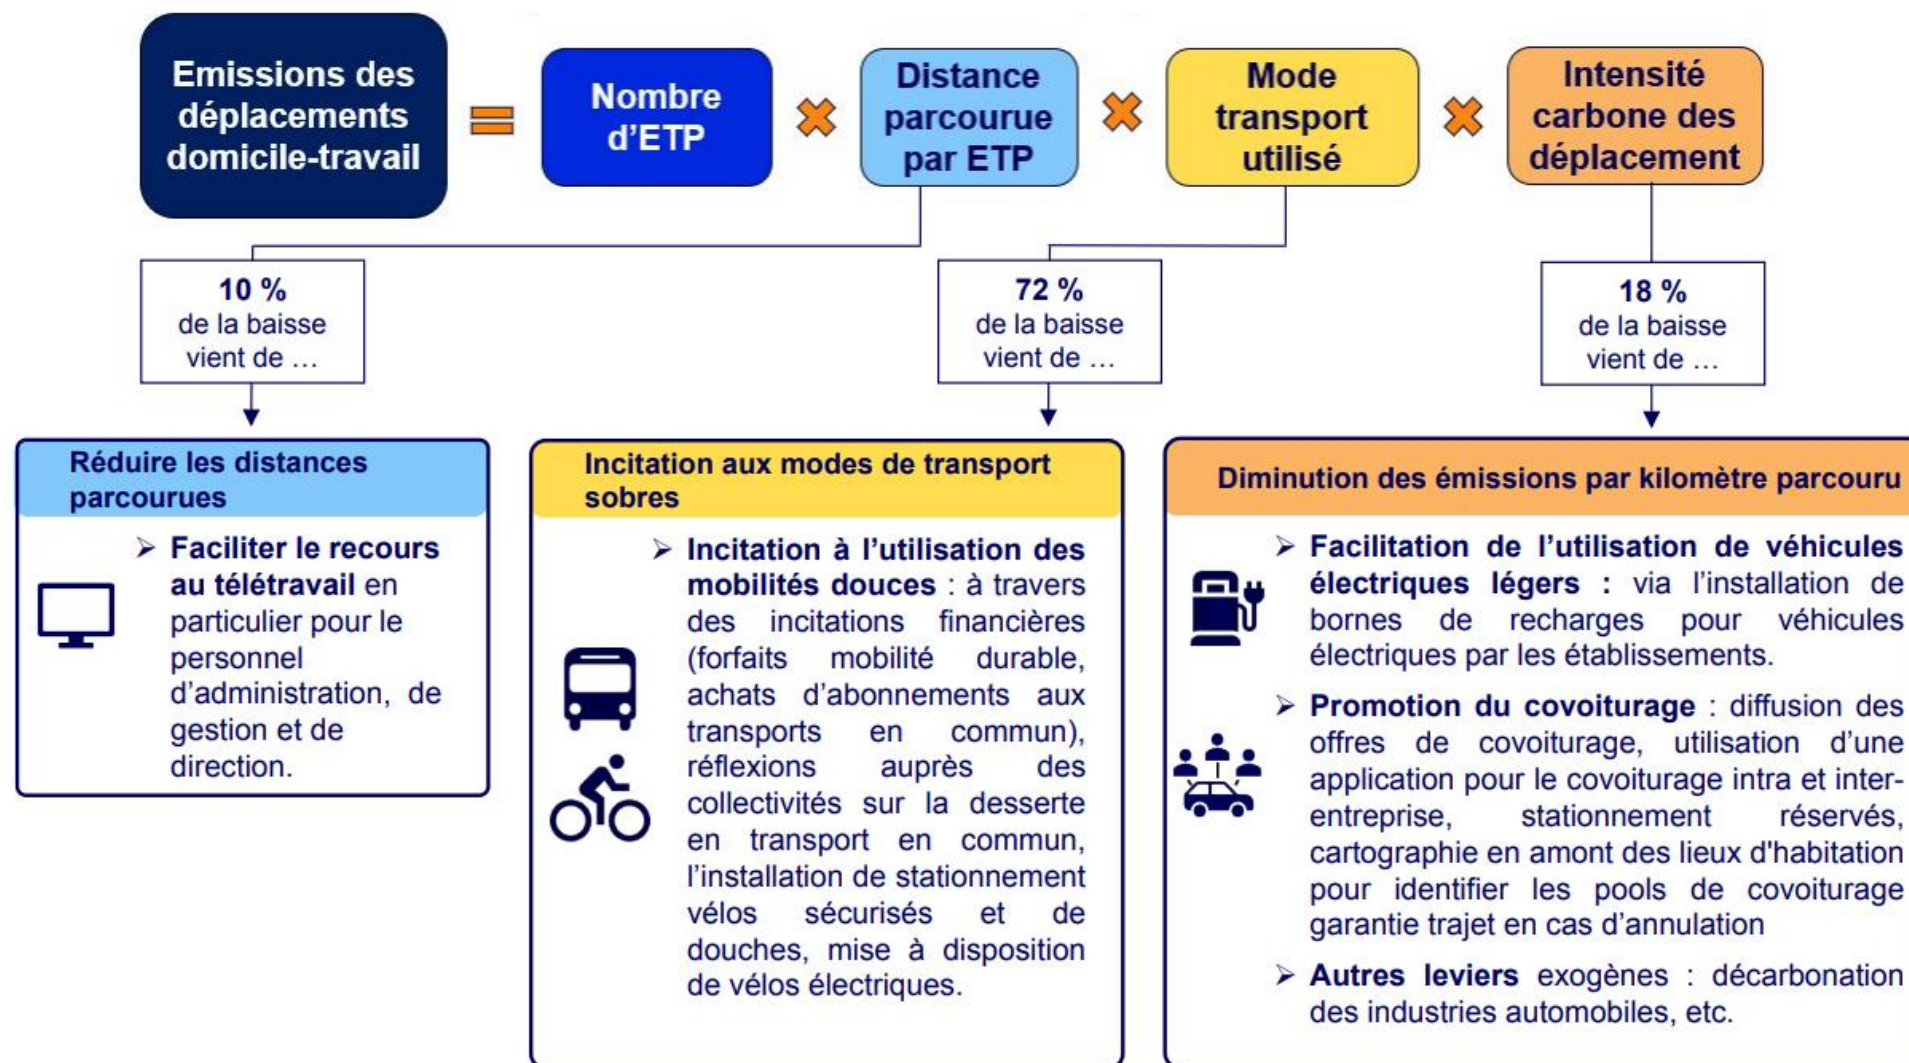 Emissions des
déplacements
domicile-travail
=
Nombre
d’ETP
×
Distance
parcourue
par ETP
×
Mode
transport
utilisé
×
Intensité
carbone des
déplacement
10 %
de la baisse
vient de …
72 %
de la baisse
vient de …
18 %
de la baisse
vient de …
Réduire les distances
parcourues
➢ Faciliter le recours
au télétravail en
particulier pour le
personnel
d’administration, de
gestion et de
direction.
Incitation aux modes de transport
sobres
➢ Incitation à l’utilisation des
mobilités douces : à travers
des incitations financières
(forfaits mobilité durable,
achats d’abonnements aux
transports en commun),
réflexions auprès des
collectivités sur la desserte
en transport en commun,
l’installation de stationnement
vélos sécurisés et de
douches, mise à disposition
de vélos électriques.
Diminution des émissions par kilomètre parcouru
➢ Facilitation de l’utilisation de véhicules
électriques légers : via l’installation de
bornes de recharges pour véhicules
électriques par les établissements.
➢ Promotion du covoiturage : diffusion des
offres de covoiturage, utilisation d’une
application pour le covoiturage intra et inter-
entreprise, stationnement réservés,
cartographie en amont des lieux d'habitation
pour identifier les pools de covoiturage
garantie trajet en cas d’annulation
➢ Autres leviers exogènes : décarbonation
des industries automobiles, etc.